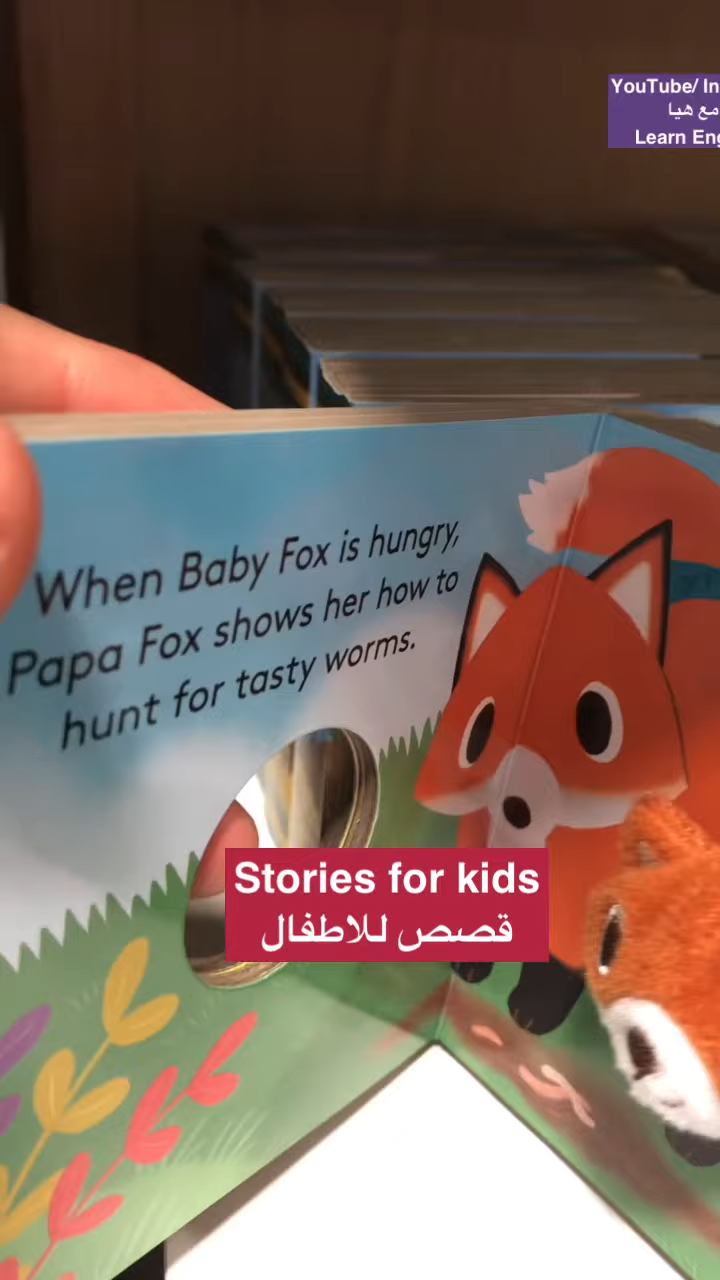 YouTube/ In
مع هيا
Learn Eng
When Baby Fox is hungry,
Papa Fox shows her how to
hunt for tasty worms.
Stories for kids
قصص للاطفال